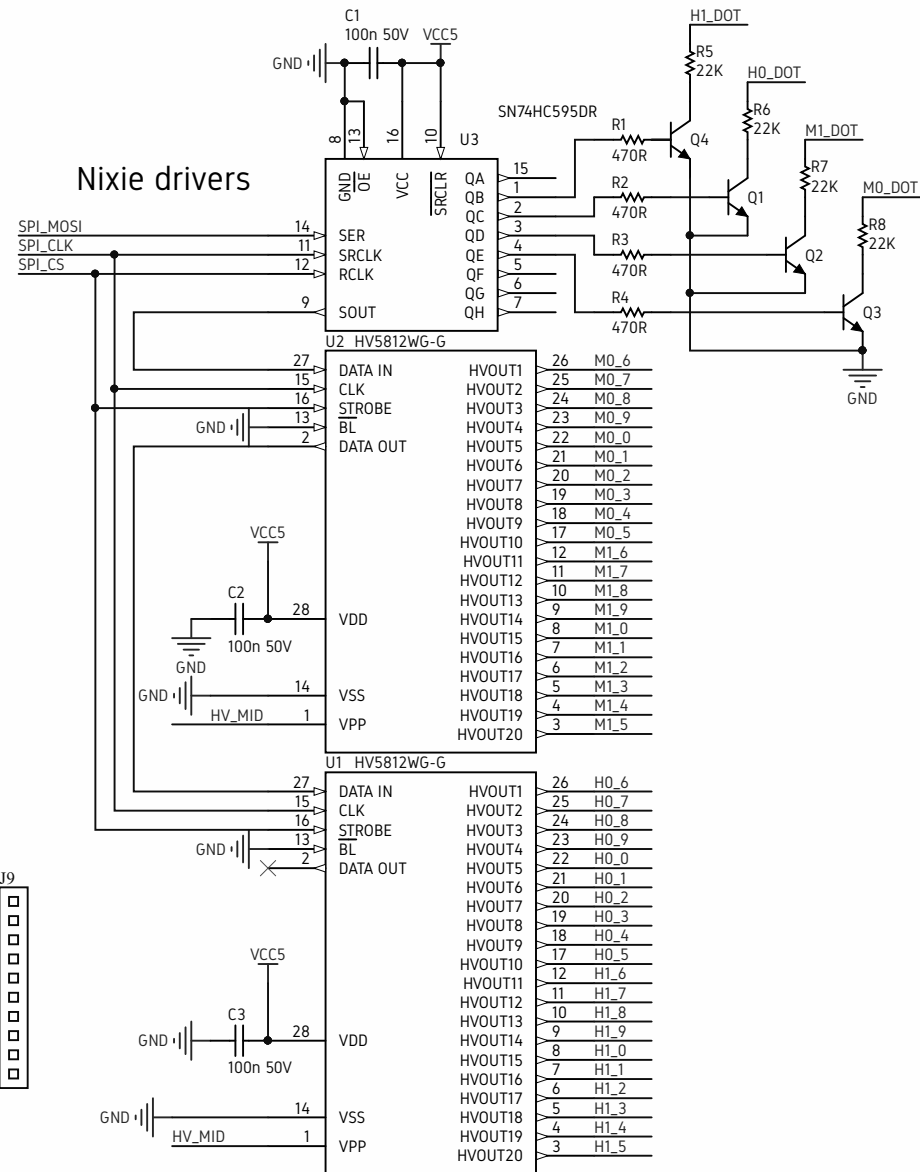 Nixie drivers
C1
100n 50V
VCC5
GND
8
13
16
10
U3
SN74HC595DR
GND
OE
VCC
SRCLR
SPI_MOSI
14
SER
SPI_CLK
11
SRCLK
SPI_CS
12
RCLK
9
SOUT
QA
15
QB
1
QC
2
QD
3
QE
4
QF
5
QG
6
QH
7
R1
470R
R2
470R
R3
470R
R4
470R
H1_DOT
R5
22K
Q4
H0_DOT
R6
22K
Q1
M1_DOT
R7
22K
Q2
M0_DOT
R8
22K
Q3
GND
U2 HV5812WG-G
27 DATA IN
15 CLK
16 STROBE
GND
13 BL
2 DATA OUT
VCC5
C2
100n 50V
GND
28 VDD
GND
14 VSS
HV_MID
1 VPP
HVOUT1 26 M0_6
HVOUT2 25 M0_7
HVOUT3 24 M0_8
HVOUT4 23 M0_9
HVOUT5 22 M0_0
HVOUT6 21 M0_1
HVOUT7 20 M0_2
HVOUT8 19 M0_3
HVOUT9 18 M0_4
HVOUT10 17 M0_5
HVOUT11 12 M1_6
HVOUT12 11 M1_7
HVOUT13 10 M1_8
HVOUT14 9 M1_9
HVOUT15 8 M1_0
HVOUT16 7 M1_1
HVOUT17 6 M1_2
HVOUT18 5 M1_3
HVOUT19 4 M1_4
HVOUT20 3 M1_5
U1 HV5812WG-G
27 DATA IN
15 CLK
16 STROBE
GND
13 BL
2 DATA OUT
J9
VCC5
C3
100n 50V
GND
28 VDD
GND
14 VSS
HV_MID
1 VPP
HVOUT1 26 H0_6
HVOUT2 25 H0_7
HVOUT3 24 H0_8
HVOUT4 23 H0_9
HVOUT5 22 H0_0
HVOUT6 21 H0_1
HVOUT7 20 H0_2
HVOUT8 19 H0_3
HVOUT9 18 H0_4
HVOUT10 17 H0_5
HVOUT11 12 H1_6
HVOUT12 11 H1_7
HVOUT13 10 H1_8
HVOUT14 9 H1_9
HVOUT15 8 H1_0
HVOUT16 7 H1_1
HVOUT17 6 H1_2
HVOUT18 5 H1_3
HVOUT19 4 H1_4
HVOUT20 3 H1_5